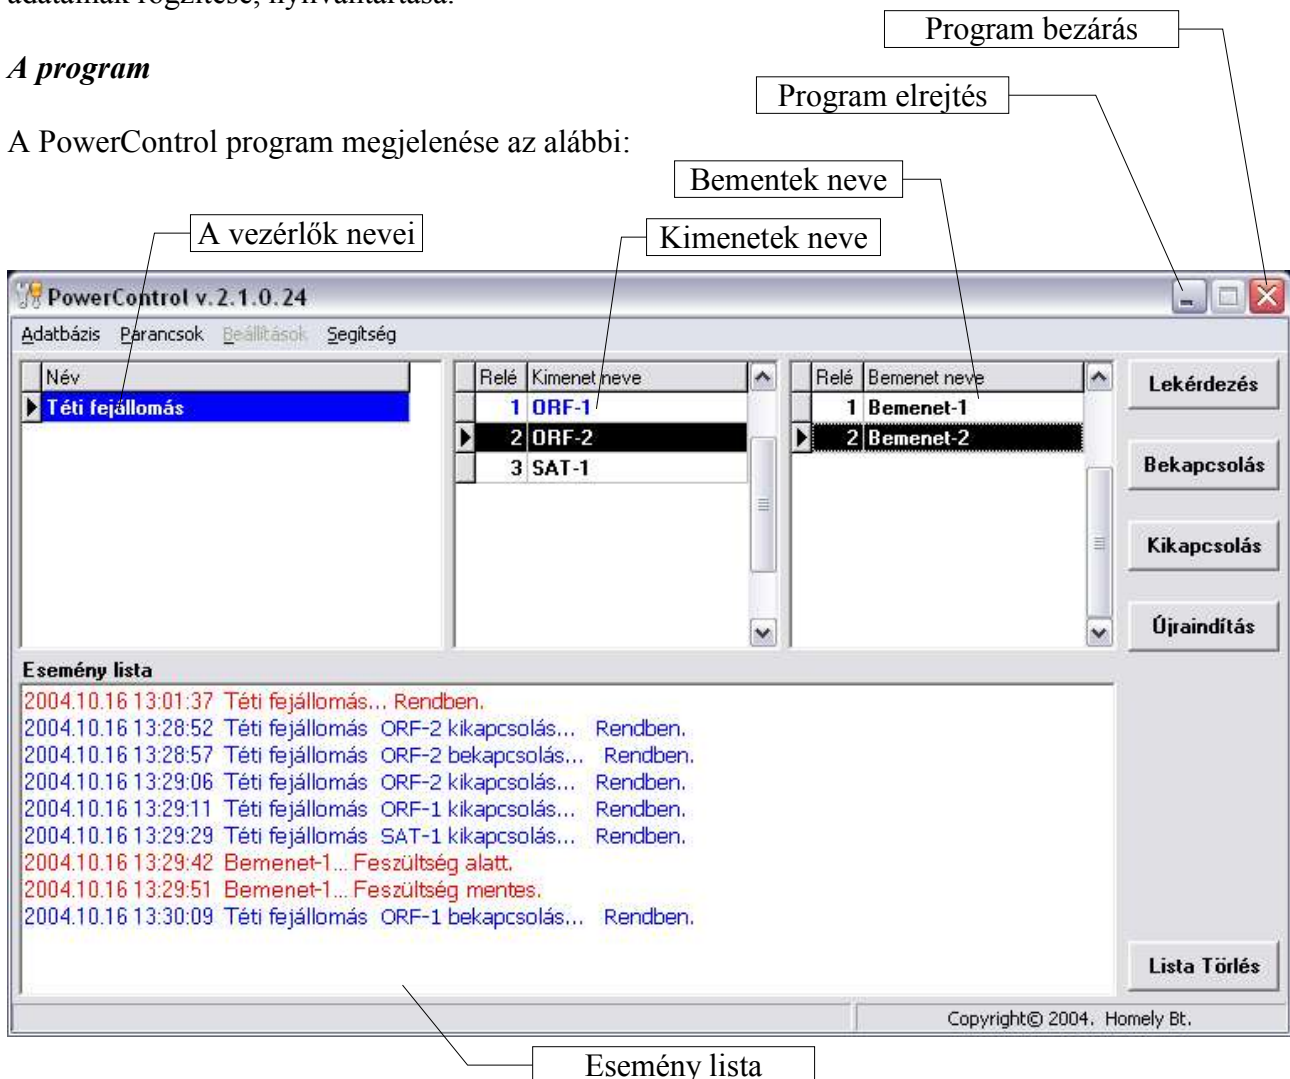 adatainak rögzítése, nyilvántartása.
Program bezárás
A program
Program elrejtés
A PowerControl program megjelenése az alábbi:
Bementek neve
A vezérlők nevei
Kimenetek neve
PowerControl v.2.1.0.24
Adatbázis Parancsok Beállítások Segítség
Név
Téti fejállomás
Relé Kimenet neve
1 ORF-1
2 ORF-2
3 SAT-1
Relé Bemenet neve
1 Bemenet-1
2 Bemenet-2
Lekérdezés
Bekapcsolás
Kikapcsolás
Újraindítás
Esemény lista
2004.10.16 13:01:37 Téti fejállomás... Rendben.
2004.10.16 13:28:52 Téti fejállomás ORF-2 kikapcsolás... Rendben.
2004.10.16 13:28:57 Téti fejállomás ORF-2 bekapcsolás... Rendben.
2004.10.16 13:29:06 Téti fejállomás ORF-2 kikapcsolás... Rendben.
2004.10.16 13:29:11 Téti fejállomás ORF-1 kikapcsolás... Rendben.
2004.10.16 13:29:29 Téti fejállomás SAT-1 kikapcsolás... Rendben.
2004.10.16 13:29:42 Bemenet-1... Feszültség alatt.
2004.10.16 13:29:51 Bemenet-1... Feszültség mentes.
2004.10.16 13:30:09 Téti fejállomás ORF-1 bekapcsolás... Rendben.
Lista Törlés
Copyright© 2004. Homely Bt.
Esemény lista